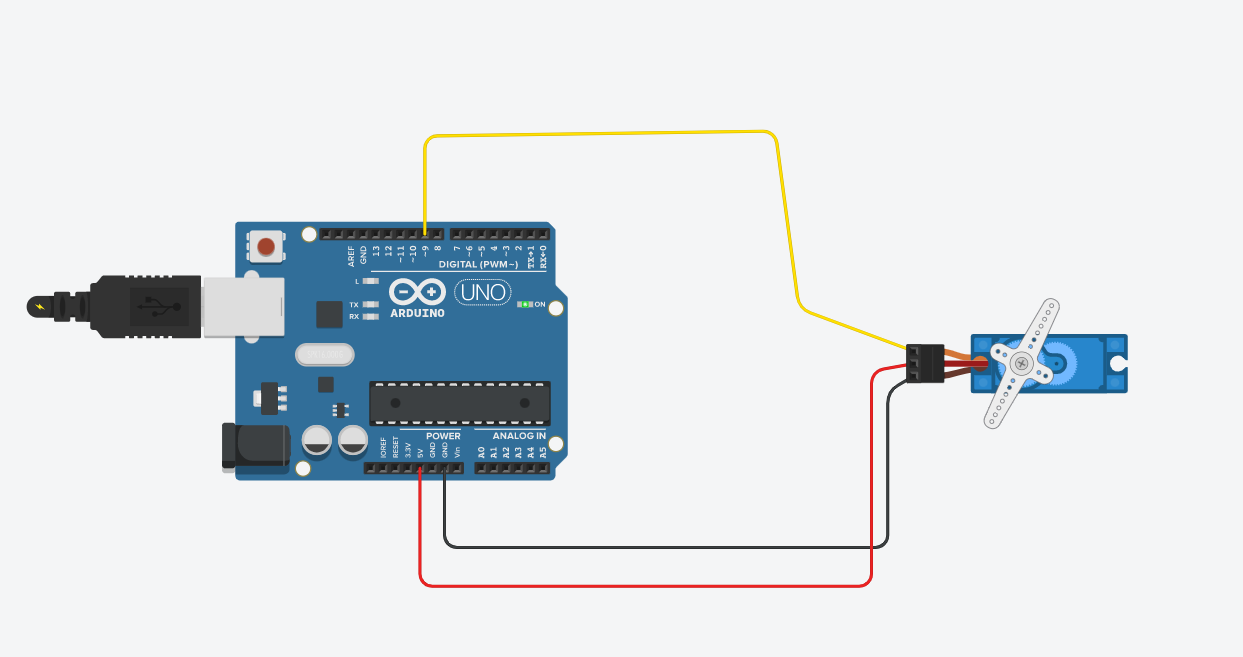 AREF
GND
13
12
~11
~10
~9
8
7
~6
~5
4
~3
2
TX→1
RX←0
DIGITAL (PWM~)
L
TX
RX
UNO
ON
ARDUINO
POWER
ANALOG IN
IOREF
RESET
3.3V
5V
GND
GND
Vin
A0
A1
A2
A3
A4
A5